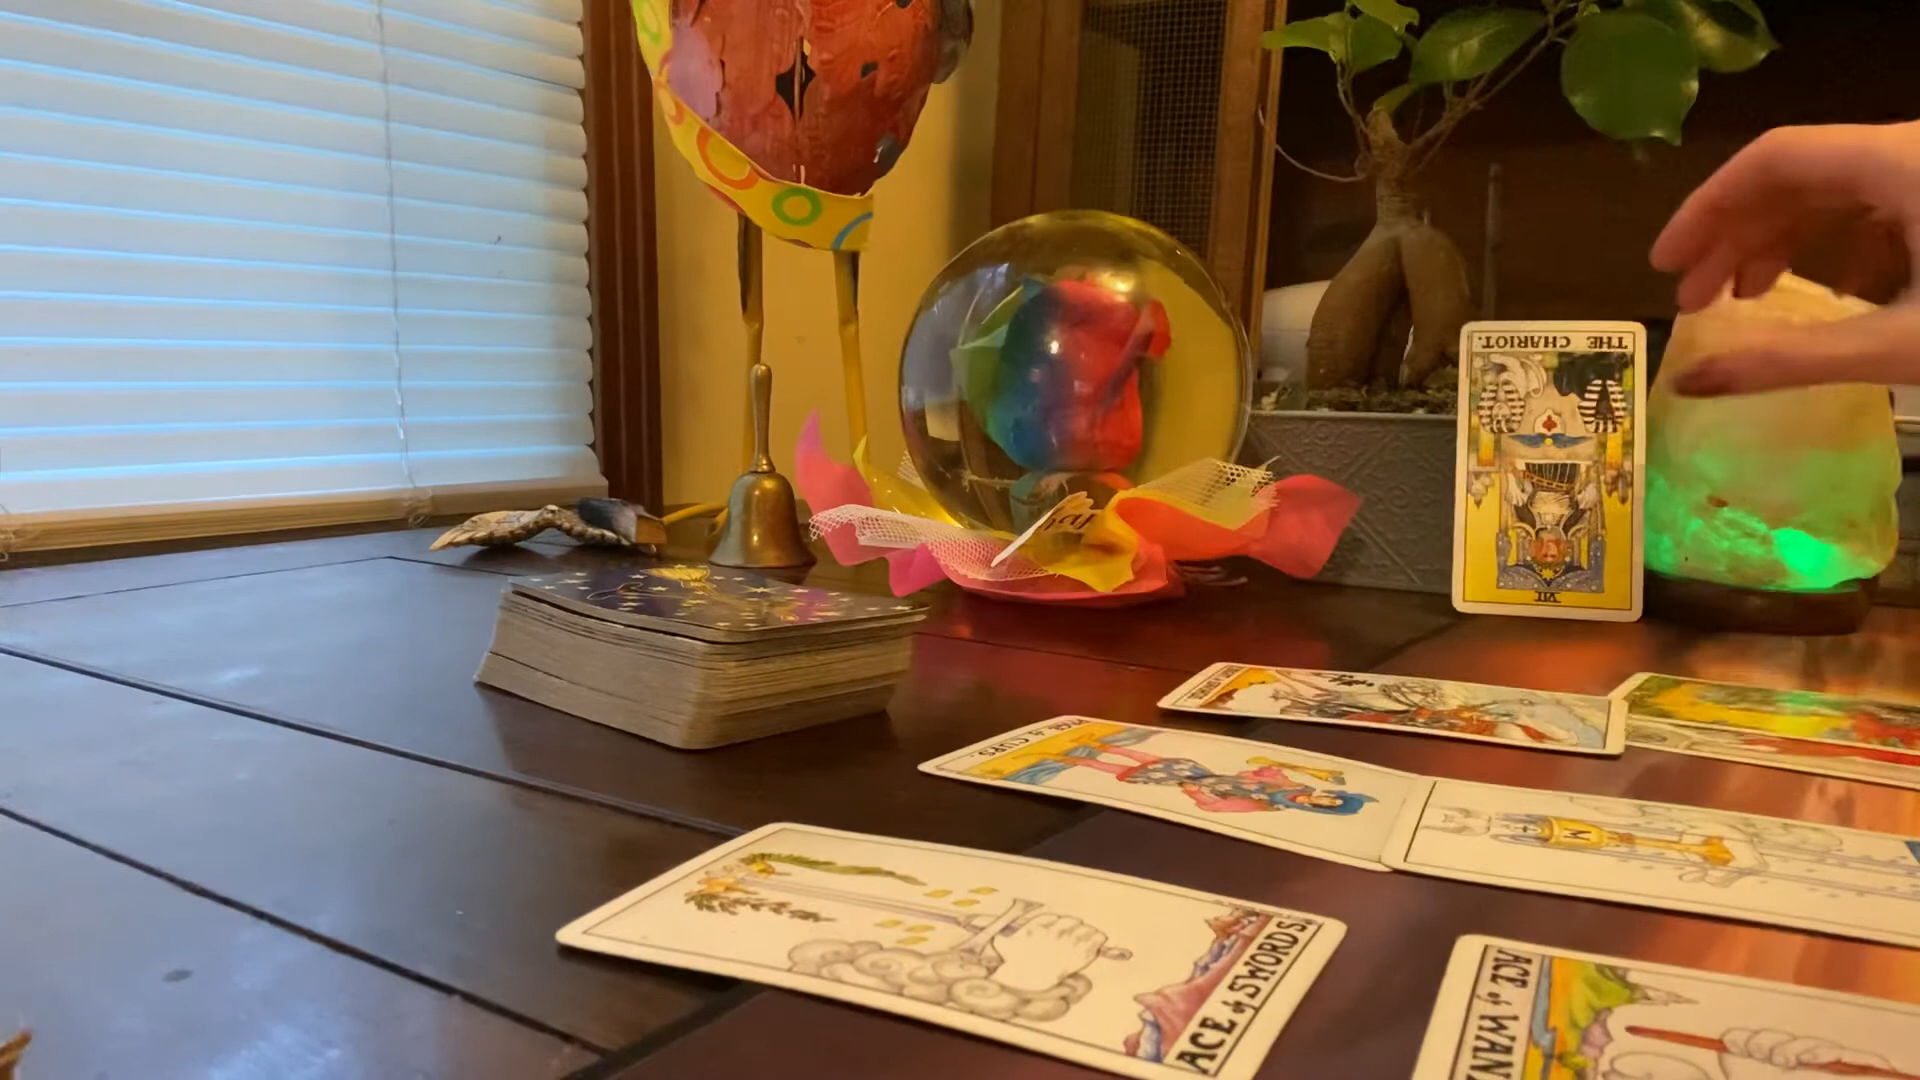 THE CHARIOT.
VII
PAGE of CUPS.
M
ACE of SWORDS.
ACE of WAN